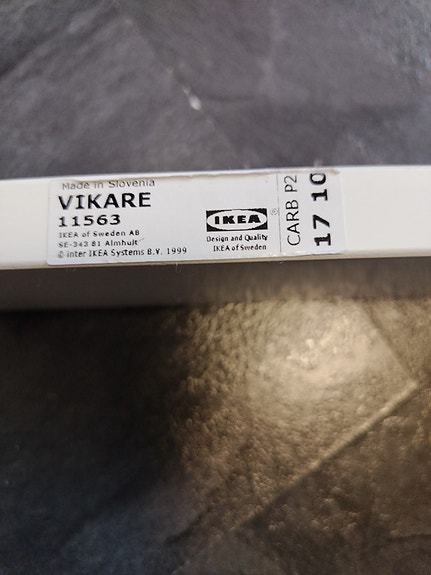 Made in Slovenia
VIKARE
11563
IKEA of Sweden AB
SE-343 81 Almhult
© Inter IKEA Systems B.V. 1999
IKEA ®
Design and Quality
IKEA of Sweden
CARB P2
17 10